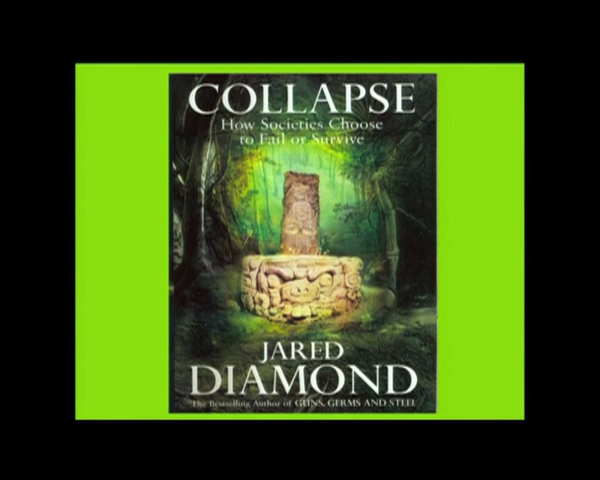 COLLAPSE
How Societies Choose
to Fail or Survive
JARED
DIAMOND
The Bestselling Author of GUNS, GERMS AND STEEL